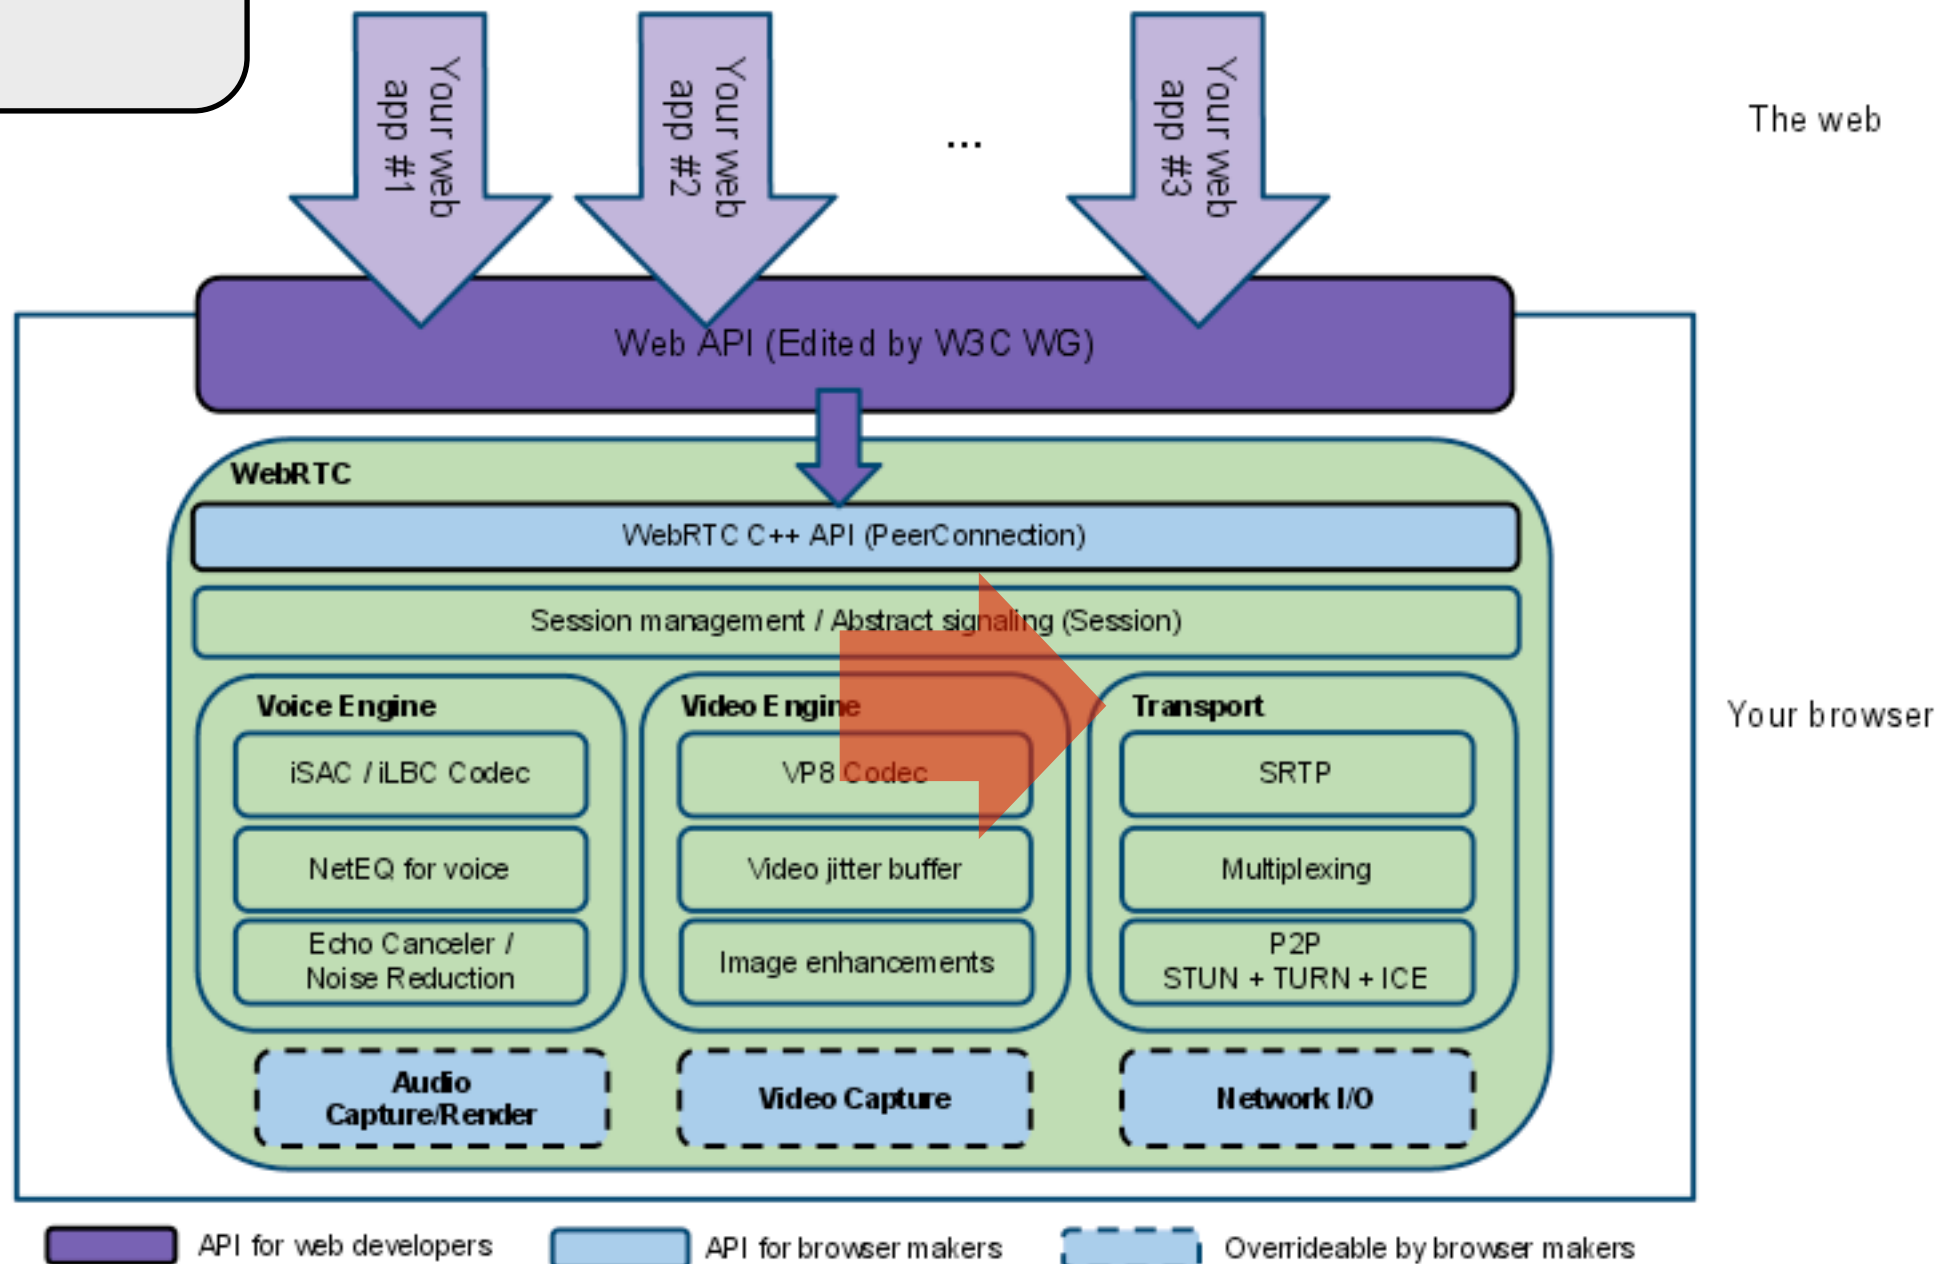 Your web
app #1
Your web
app #2
...
Your web
app #3
The web
Web API (Edited by W3C WG)
WebRTC
WebRTC C++ API (PeerConnection)
Session management / Abstract signaling (Session)
Your browser
Voice Engine
iSAC / iLBC Codec
NetEQ for voice
Echo Canceler /
Noise Reduction
Video Engine
VP8 Codec
Video jitter buffer
Image enhancements
Transport
SRTP
Multiplexing
P2P
STUN + TURN + ICE
Audio
Capture/Render
Video Capture
Network I/O
API for web developers
API for browser makers
Overrideable by browser makers